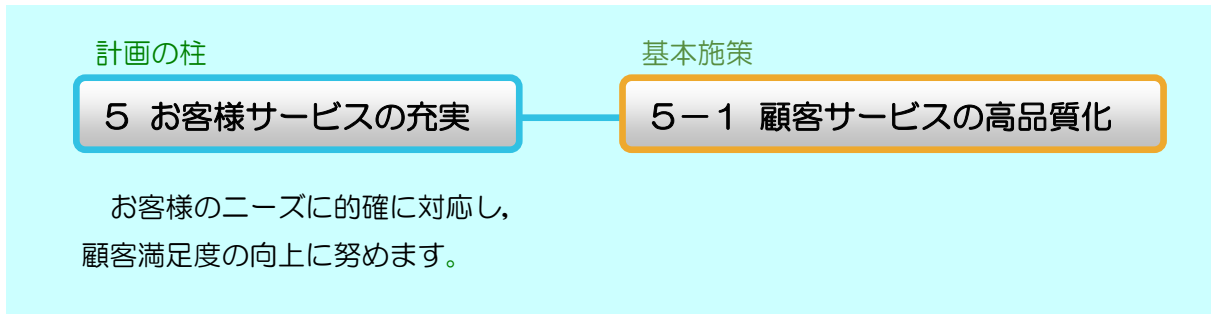 計画の柱
基本施策
5 お客様サービスの充実
5-1 顧客サービスの高品質化
お客様のニーズに的確に対応し,
顧客満足度の向上に努めます。